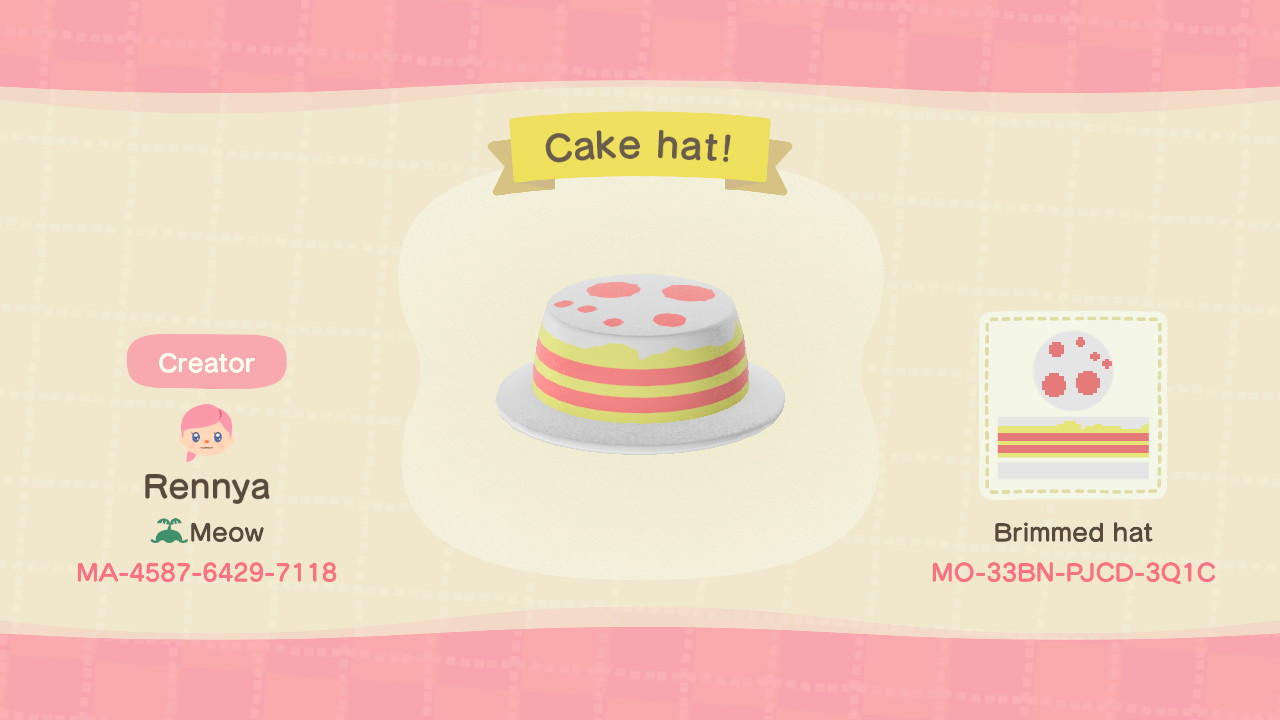 Cake hat!
Creator
Rennya
Meow
MA-4587-6429-7118
Brimmed hat
MO-33BN-PJCD-3Q1C